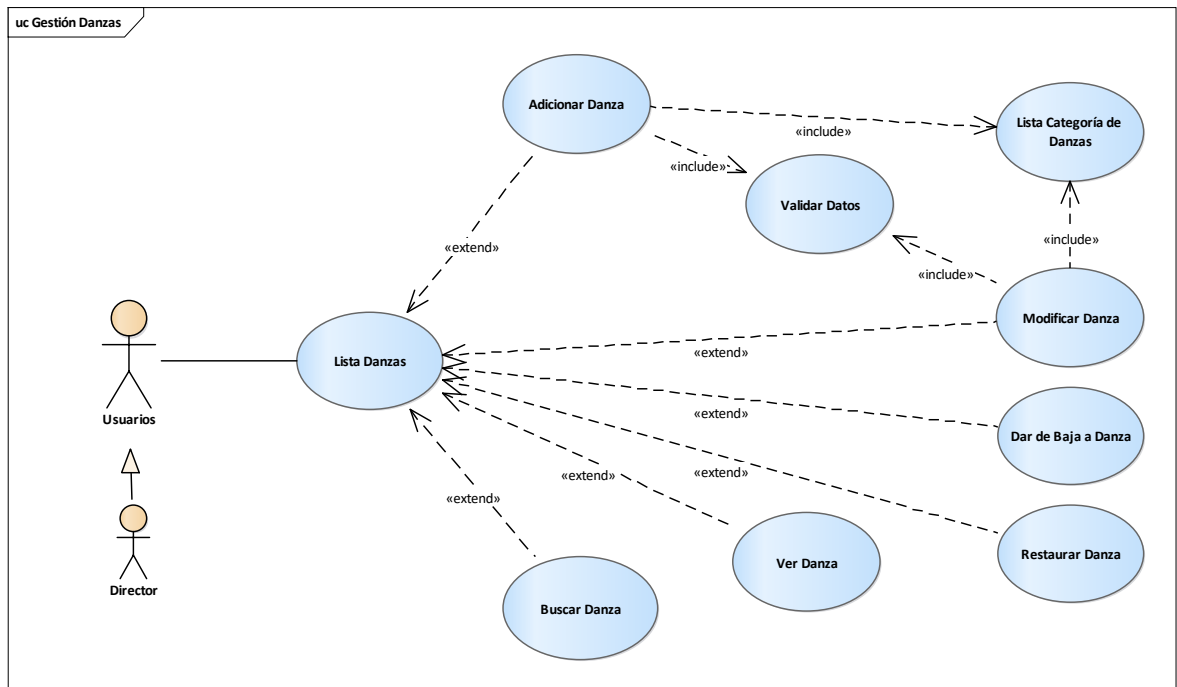 uc Gestión Danzas
Adicionar Danza
Lista Categoría de
Danzas
«include»
«include»
Validar Datos
«extend»
«include»
«include»
Modificar Danza
Lista Danzas
«extend»
Usuarios
«extend»
Dar de Baja a Danza
«extend»
«extend»
«extend»
Ver Danza
Restaurar Danza
Director
Buscar Danza